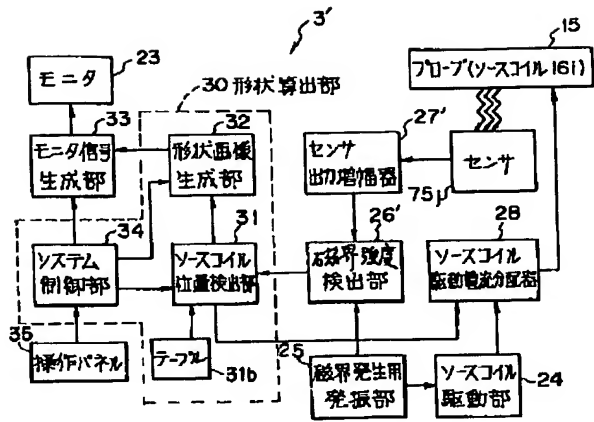 3'
15
23
モニタ
30 形状算出部
プローブ(ソースコイル16i)
33
32
27'
モニタ信号
生成部
形状画像
生成部
センサ
出力増幅器
センサ
75j
34
31
26'
28
システム
制御部
ソースコイル
位置検出部
磁界強度
検出部
ソースコイル
駆動電流分配器
35
操作パネル
テーブル
31b
25
磁界発生用
発振部
ソースコイル
駆動部
24